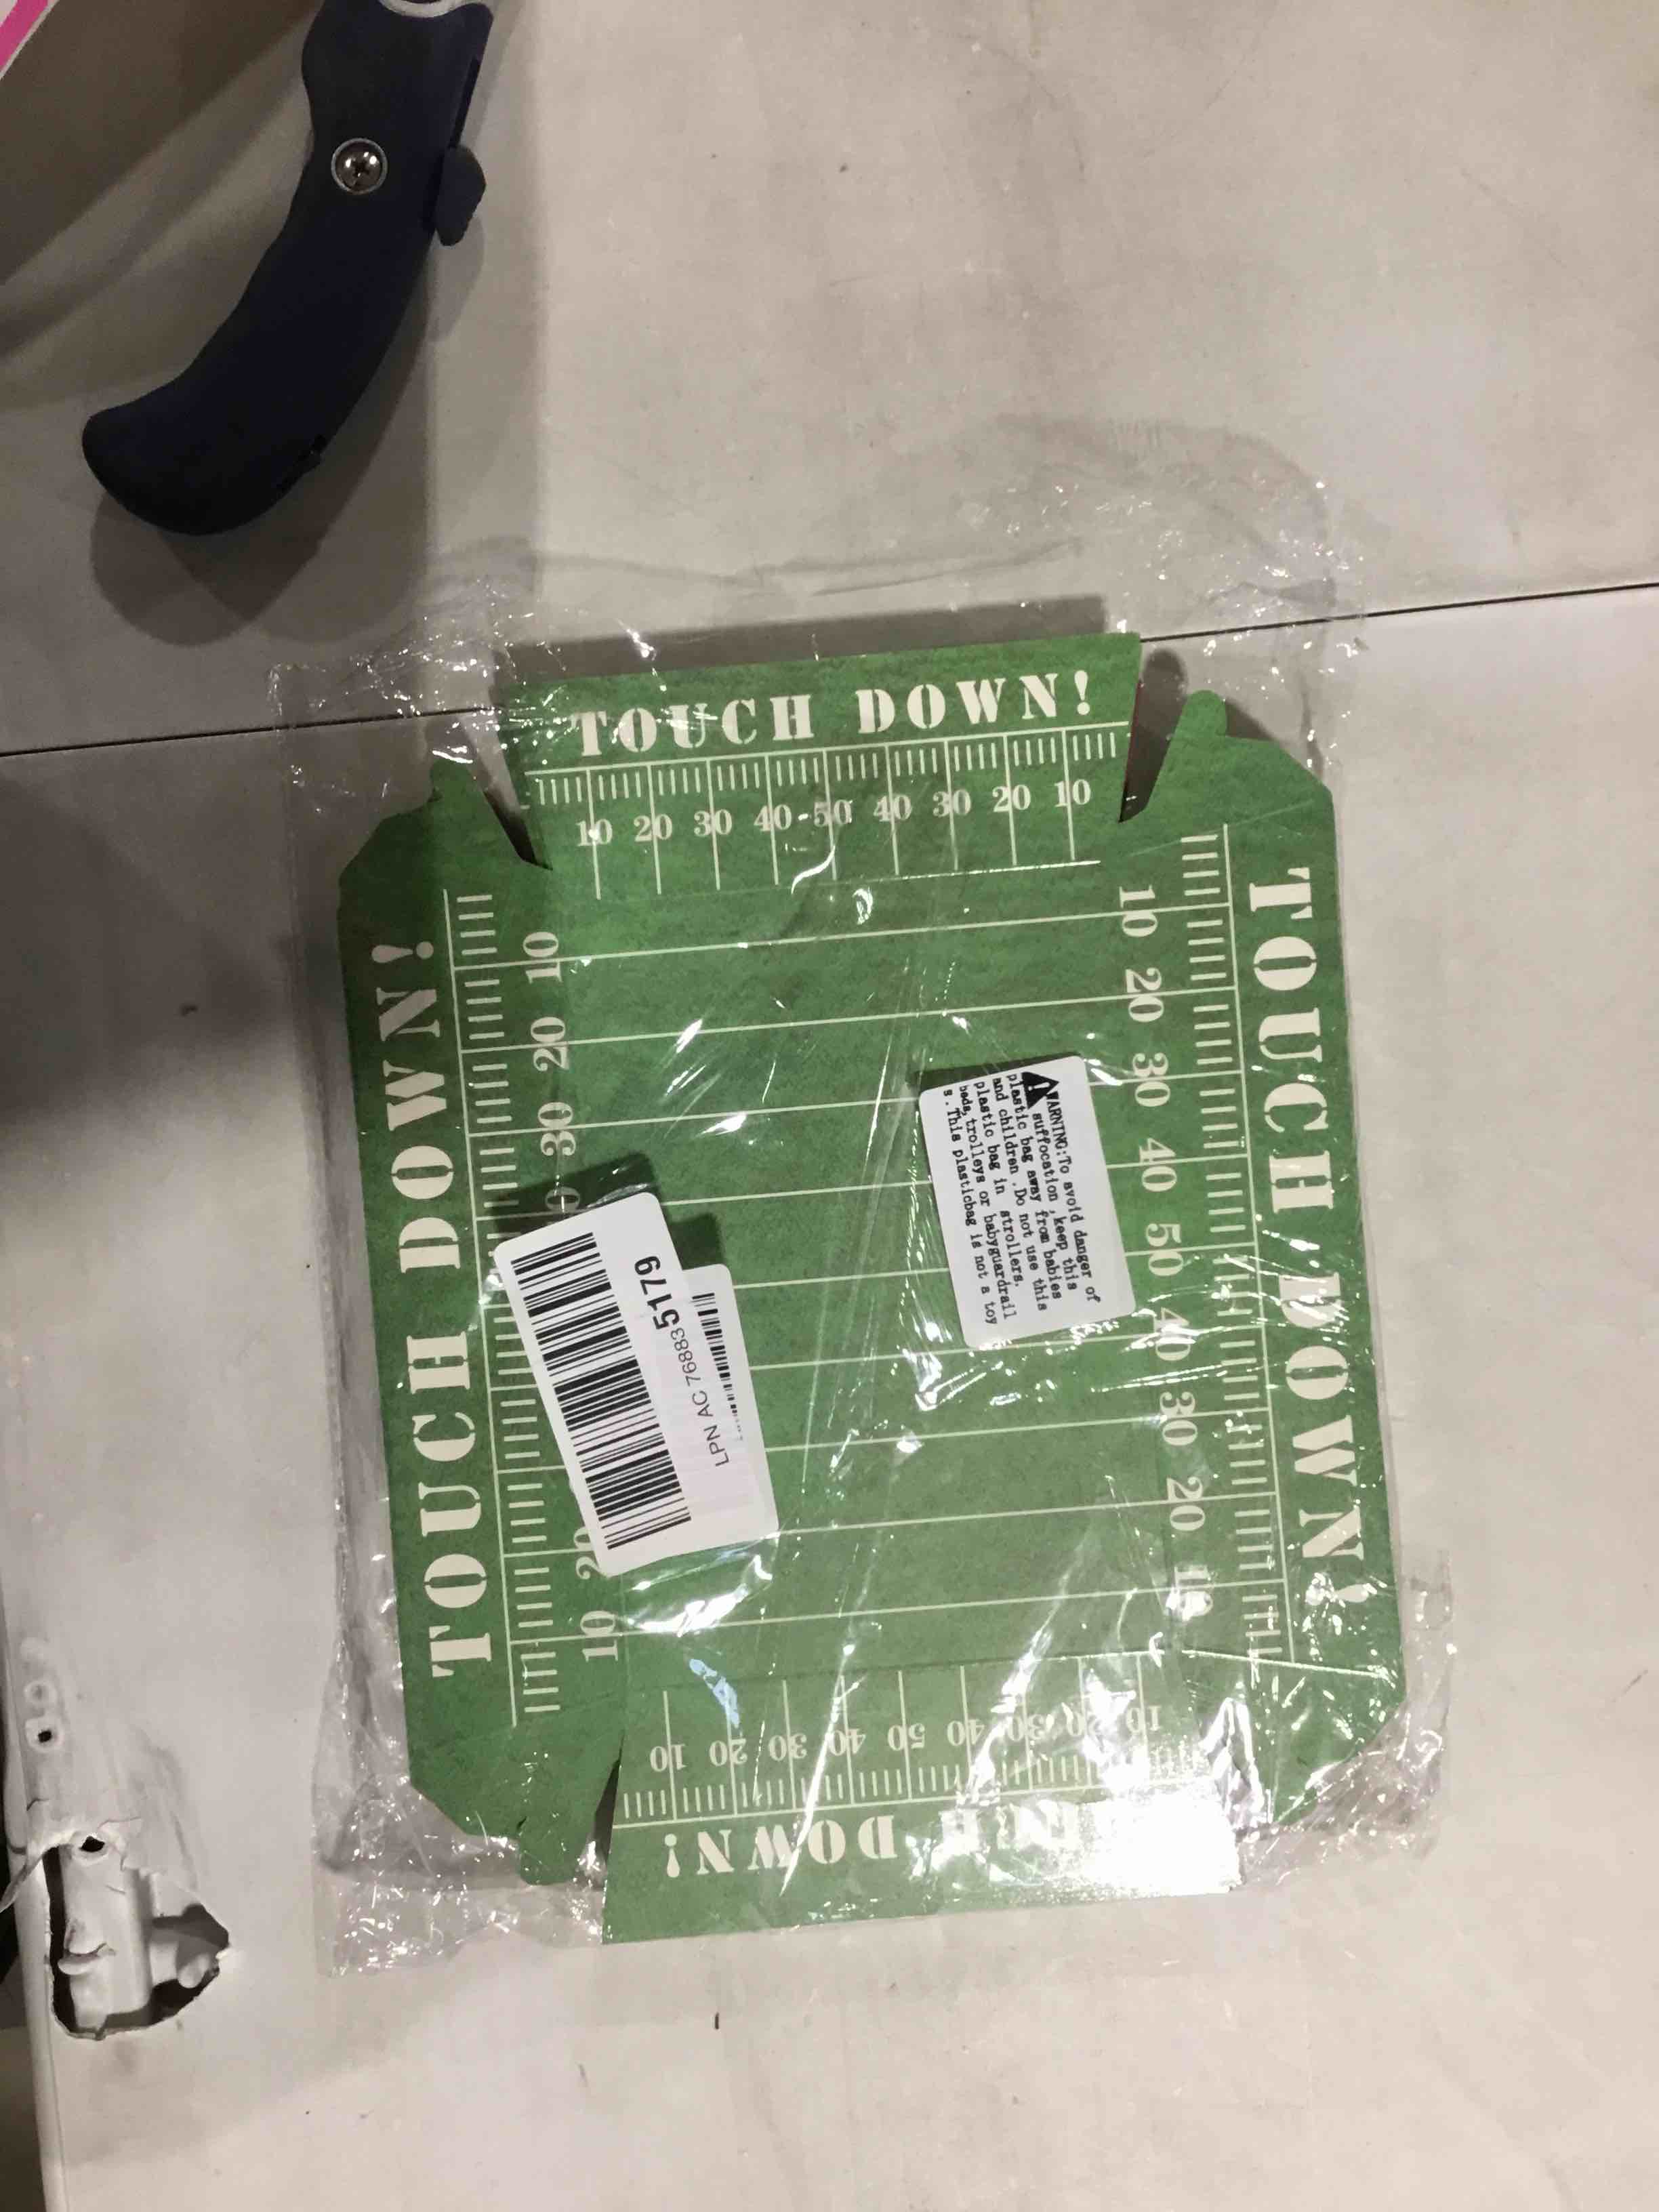 TOUCH DOWN!
10 20 30 40-50 40 30 20 10
TOUCH DOWN!
10 20 30 20 10
TOUCH DOWN!
10 20 30 40 50 40 30 20 10
WARNING:To avoid danger of
suffocation ,keep this
plastic bag away from babies
and children .Do not use this
plastic bag in strollers,
beds,trolleys or babyguardrail
s .This plasticbag is not a toy
LPN AC 768835179
10 20 30 40 50 40 30 20 10
DOWN!